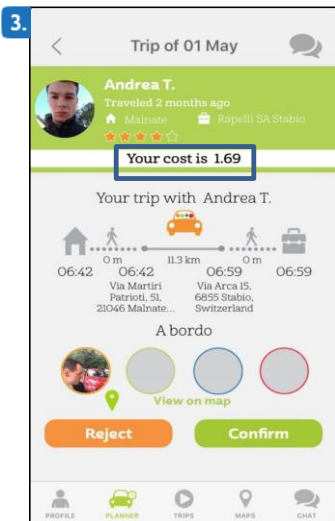 3.
Trip of 01 May
Andrea T.
Traveled 2 months ago
Malnate Rapelli SA Stabio
Your cost is 1.69
Your trip with Andrea T.
0 m 11.3 km 0 m
06:42 06:42 06:59 06:59
Via Martiri Via Arca 15,
Patrioti, 51, 6855 Stabio,
21046 Malnate... Switzerland
A bordo
View on map
Reject Confirm
PROFILE PLANNER TRIPS MAPS CHAT